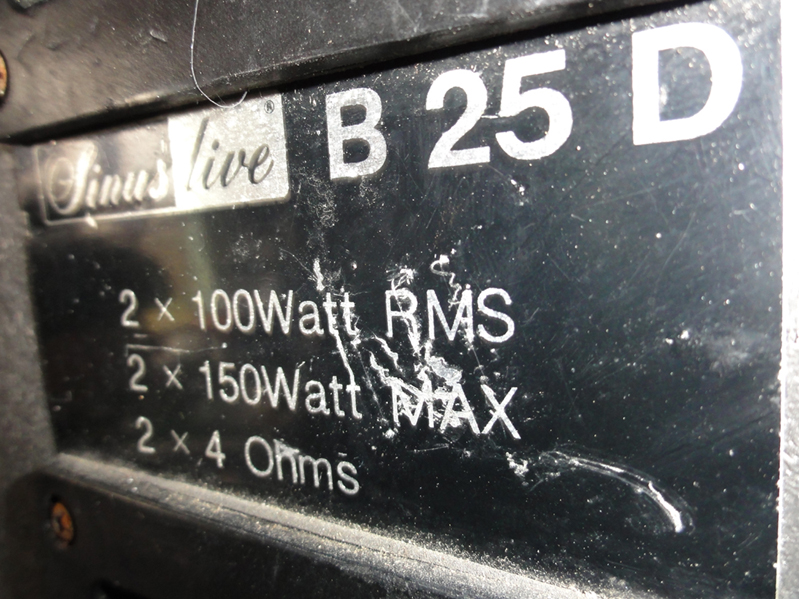 Sinus live® B 25 D
2 x 100Watt RMS
2 x 150Watt MAX
2 x 4 Ohms